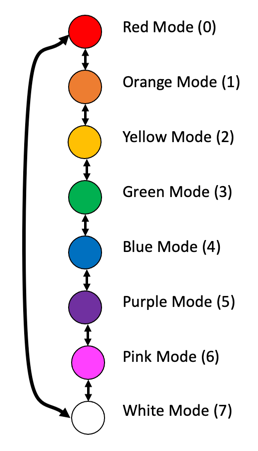 Red Mode (0)
Orange Mode (1)
Yellow Mode (2)
Green Mode (3)
Blue Mode (4)
Purple Mode (5)
Pink Mode (6)
White Mode (7)